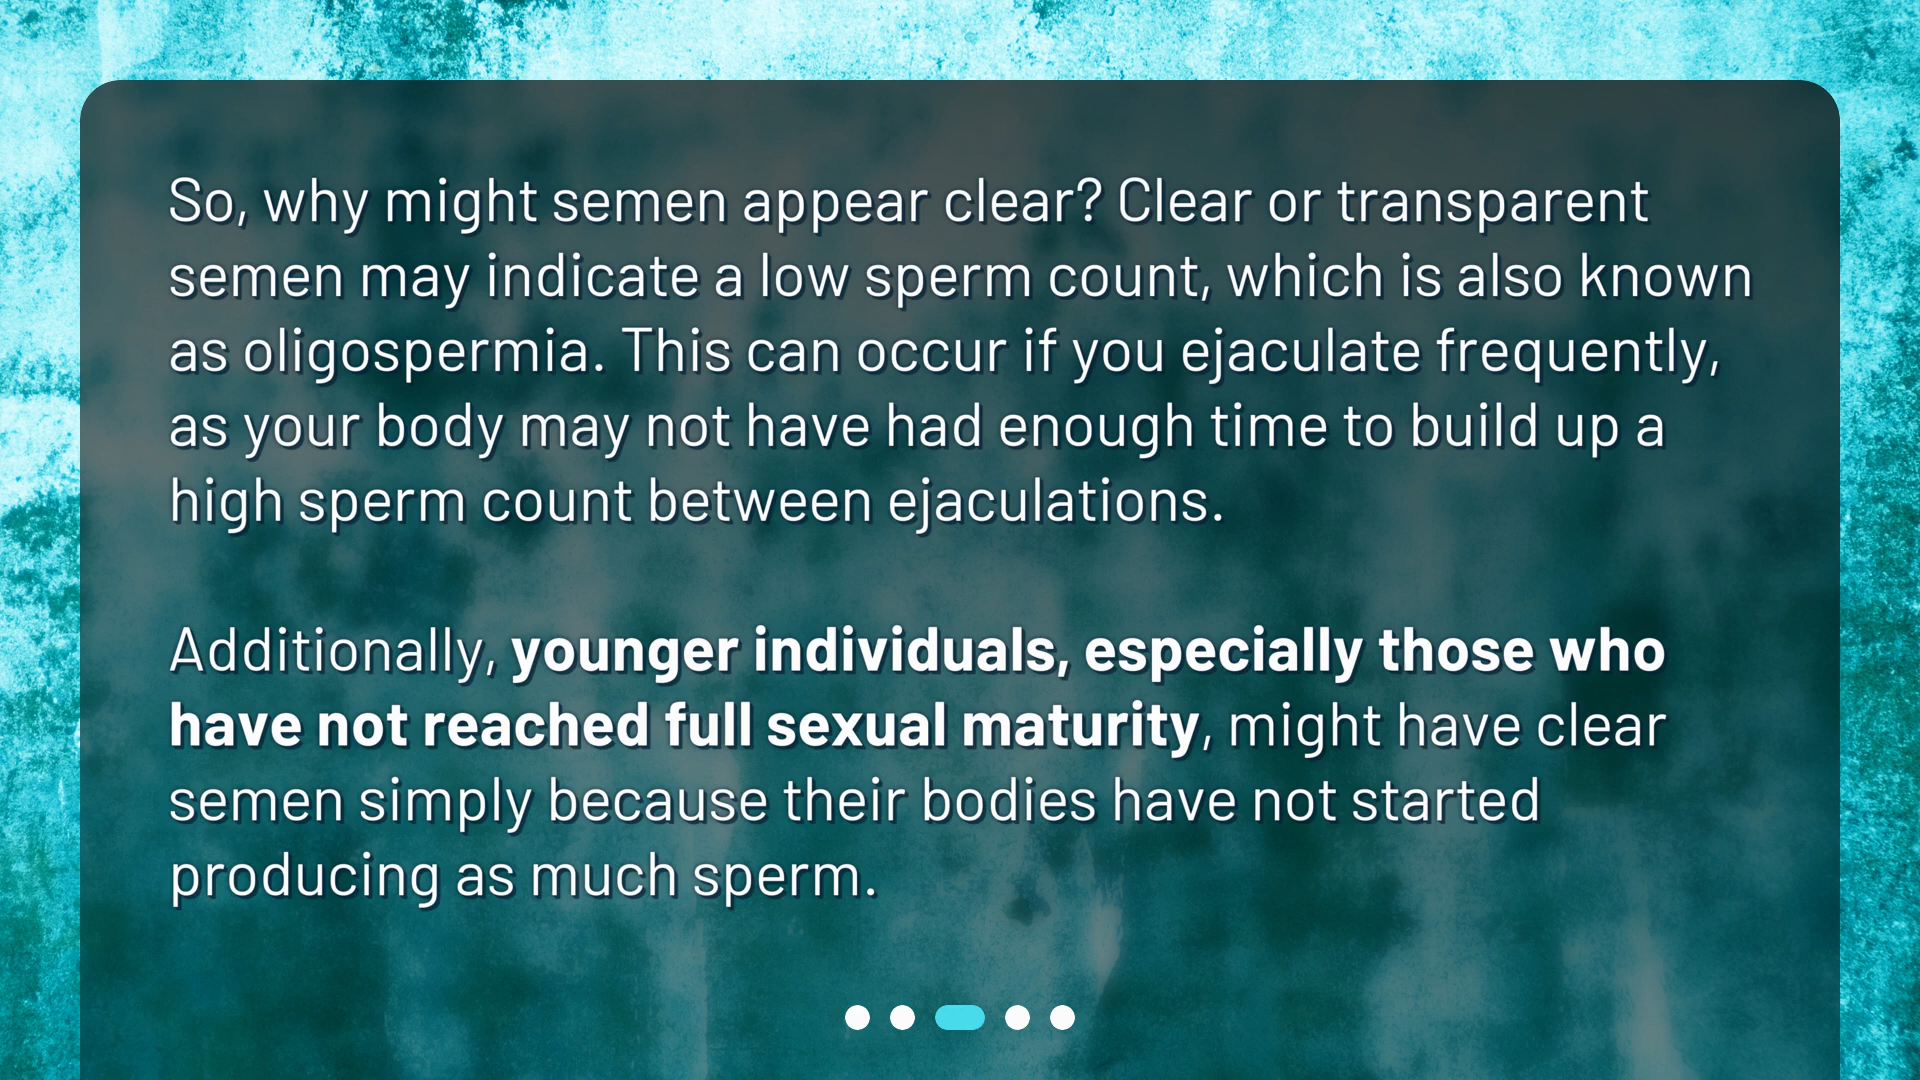 So, why might semen appear clear? Clear or transparent
semen may indicate a low sperm count, which is also known
as oligospermia. This can occur if you ejaculate frequently,
as your body may not have had enough time to build up a
high sperm count between ejaculations.
Additionally, younger individuals, especially those who
have not reached full sexual maturity, might have clear
semen simply because their bodies have not started
producing as much sperm.